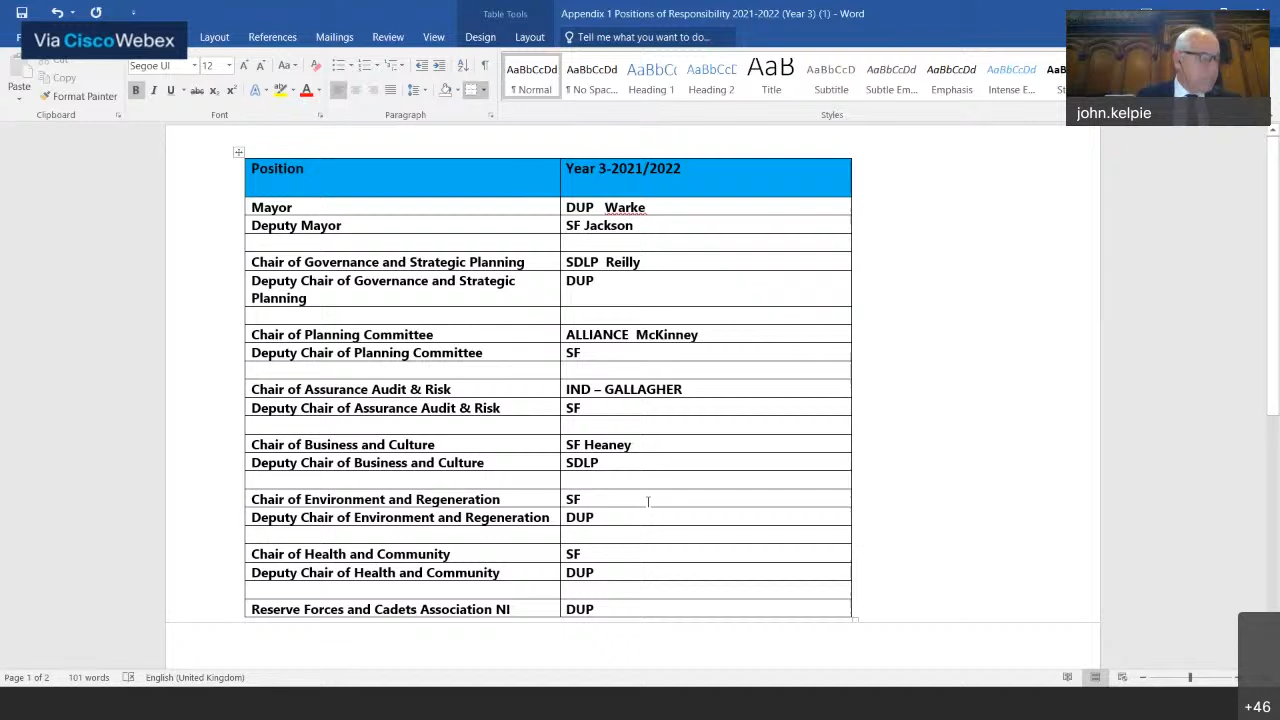 Table Tools
Appendix 1 Positions of Responsibility 2021-2022 (Year 3) (1) - Word
Via CiscoWebex
Layout References Mailings Review View Design Layout Tell me what you want to do...
Cut
Copy
Paste
Format Painter
Segoe UI 12
B I U abc x₂ x² A A
Aa
AaBbCcDd AaBbCcDd AaBbCc AaBbCcE AaB AaBbCcDd AaBbCcDd AaBbCcDd AaBbCcDd
¶ Normal ¶ No Spac... Heading 1 Heading 2 Title Subtitle Subtle Em... Emphasis Intense E...
Clipboard Font Paragraph Styles
john.kelpie
Position Year 3-2021/2022
Mayor DUP Warke
Deputy Mayor SF Jackson
Chair of Governance and Strategic Planning SDLP Reilly
Deputy Chair of Governance and Strategic DUP
Planning
Chair of Planning Committee ALLIANCE McKinney
Deputy Chair of Planning Committee SF
Chair of Assurance Audit & Risk IND – GALLAGHER
Deputy Chair of Assurance Audit & Risk SF
Chair of Business and Culture SF Heaney
Deputy Chair of Business and Culture SDLP
Chair of Environment and Regeneration SF
Deputy Chair of Environment and Regeneration DUP
Chair of Health and Community SF
Deputy Chair of Health and Community DUP
Reserve Forces and Cadets Association NI DUP
Page 1 of 2 101 words English (United Kingdom)
+46